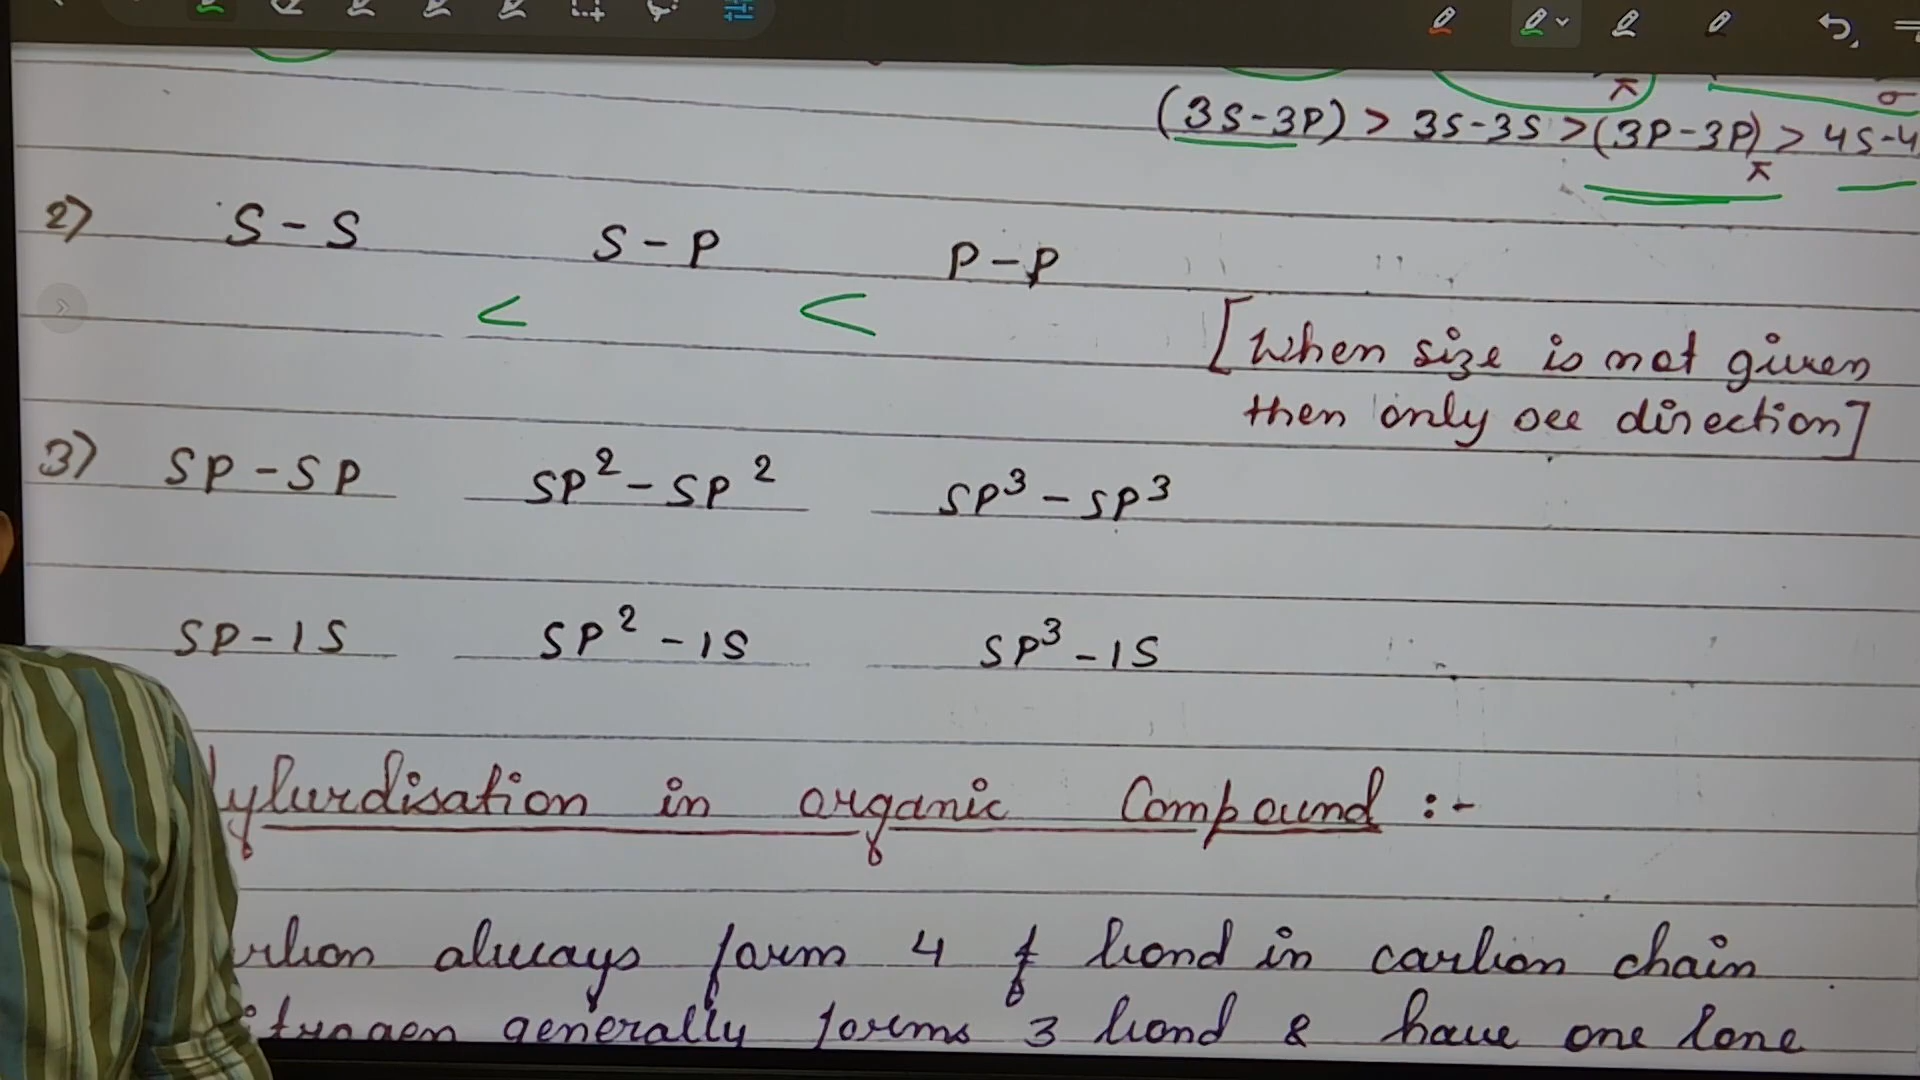 π σ
(3S-3P) > 3S-3S > (3P-3P)π > 4S-4
2) S-S < S-P < P-P
[When size is not given
then only see direction]
3) SP-SP SP²-SP² SP³-SP³
SP-1S SP²-1S SP³-1S
ybridisation in organic Compound :-
always form 4 bond in carbon chain
itrogen generally forms 3 bond & have one lone